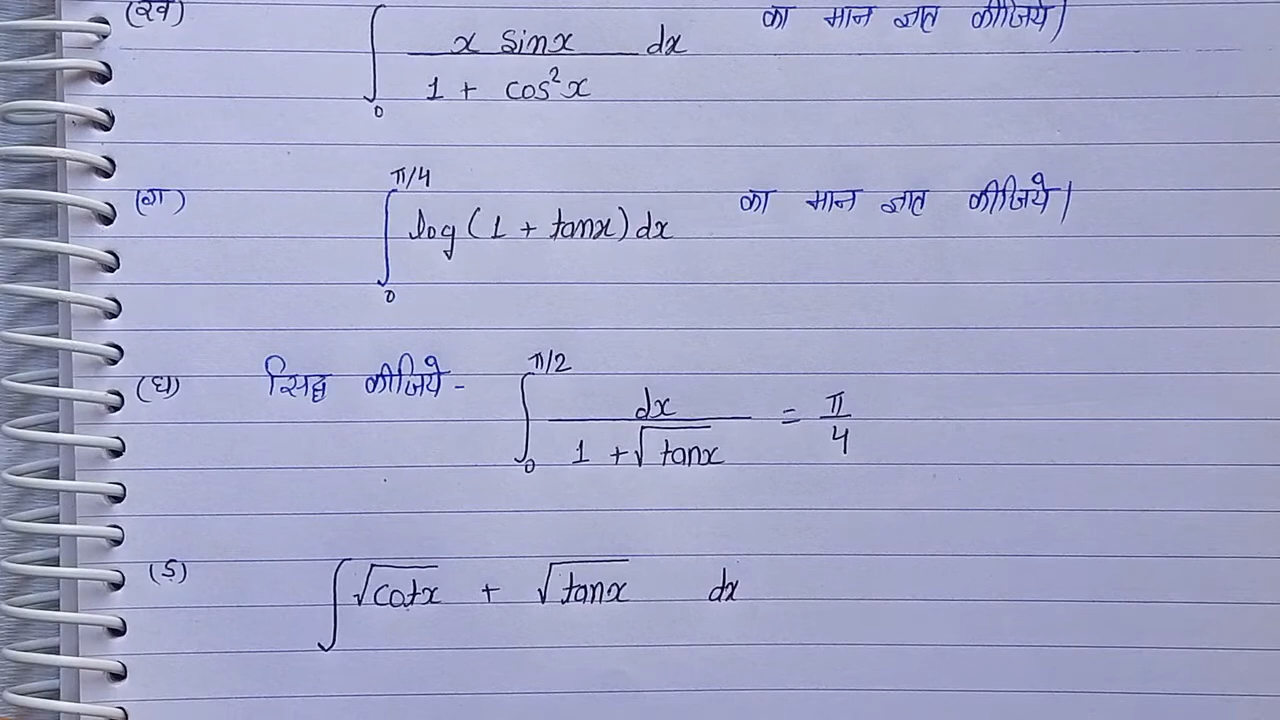 (ख) ∫₀ x sinx / 1 + cos²x dx का मान ज्ञात कीजिये।
(ग) ∫₀^π/4 log(1 + tanx) dx का मान ज्ञात कीजिये।
(घ) सिद्ध कीजिये - ∫₀^π/2 dx / 1 + √tanx = π/4
(ङ) ∫ √cotx + √tanx dx